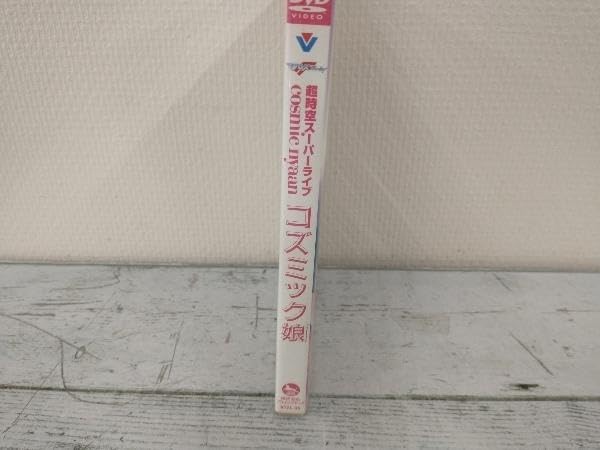 DVD
VIDEO
超時空スーパーライブ
cosmic nyaan
コズミック娘